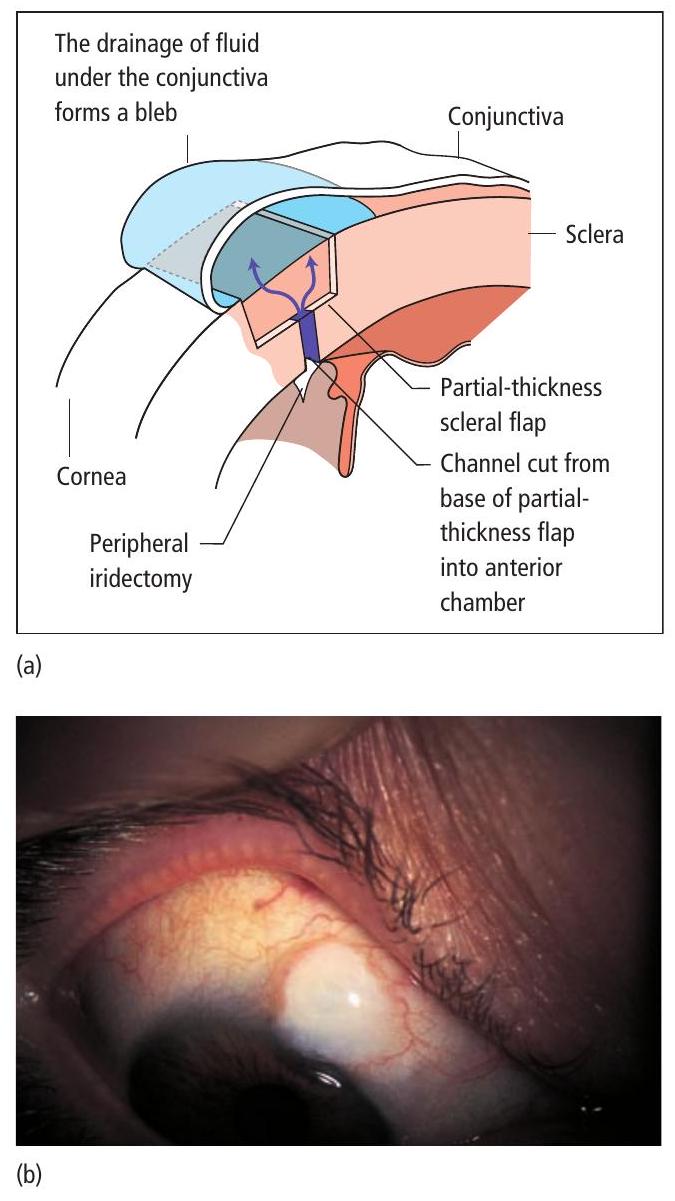 The drainage of fluid
under the conjunctiva
forms a bleb
Conjunctiva
Sclera
Partial-thickness
scleral flap
Cornea
Channel cut from
base of partial-
thickness flap
into anterior
chamber
Peripheral
iridectomy
(a)
(b)